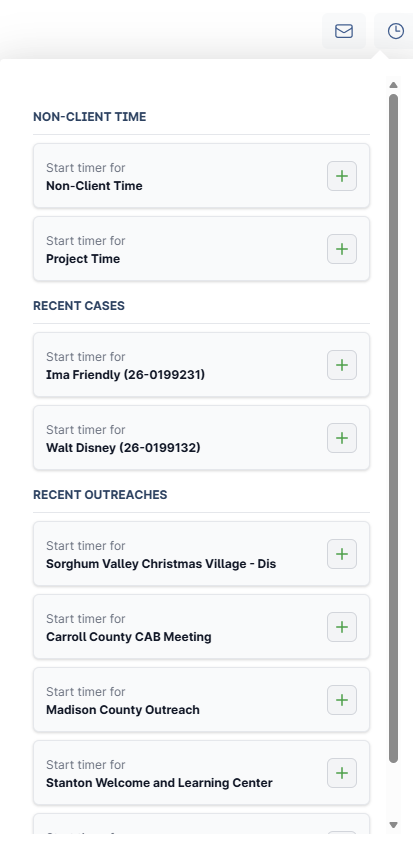 NON-CLIENT TIME
Start timer for
Non-Client Time
Start timer for
Project Time
RECENT CASES
Start timer for
Ima Friendly (26-0199231)
Start timer for
Walt Disney (26-0199132)
RECENT OUTREACHES
Start timer for
Sorghum Valley Christmas Village - Dis
Start timer for
Carroll County CAB Meeting
Start timer for
Madison County Outreach
Start timer for
Stanton Welcome and Learning Center